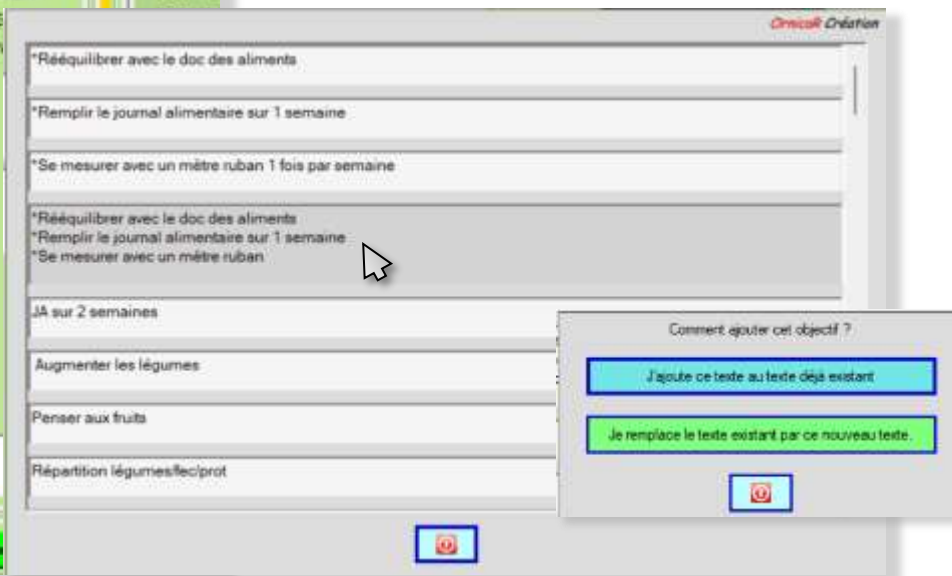 OrnicaR Création
*Rééquilibrer avec le doc des aliments
*Remplir le journal alimentaire sur 1 semaine
*Se mesurer avec un mètre ruban 1 fois par semaine
*Rééquilibrer avec le doc des aliments
*Remplir le journal alimentaire sur 1 semaine
*Se mesurer avec un mètre ruban
JA sur 2 semaines
Augmenter les légumes
Penser aux fruits
Répartition légumes/fec/prot
Comment ajouter cet objectif ?
J'ajoute ce texte au texte déjà existant
Je remplace le texte existant par ce nouveau texte.